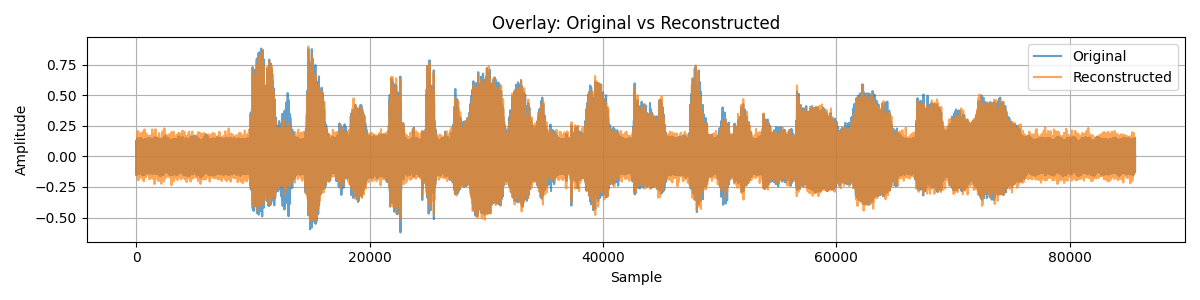 Overlay: Original vs Reconstructed
Original
Reconstructed
Amplitude
0.75
0.50
0.25
0.00
−0.25
−0.50
0
20000
40000
60000
80000
Sample